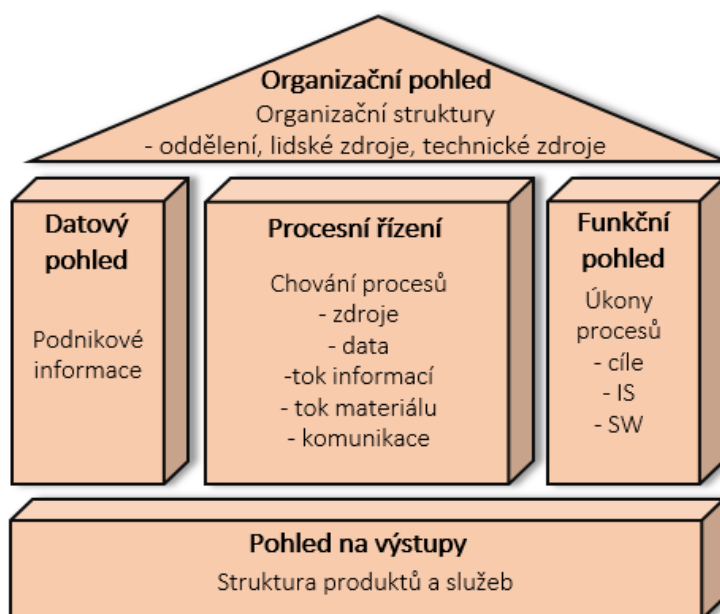 Organizační pohled
Organizační struktury
- oddělení, lidské zdroje, technické zdroje
Datový
pohled
Podnikové
informace
Procesní řízení
Chování procesů
- zdroje
- data
-tok informací
- tok materiálu
- komunikace
Funkční
pohled
Úkony
procesů
- cíle
- IS
- SW
Pohled na výstupy
Struktura produktů a služeb